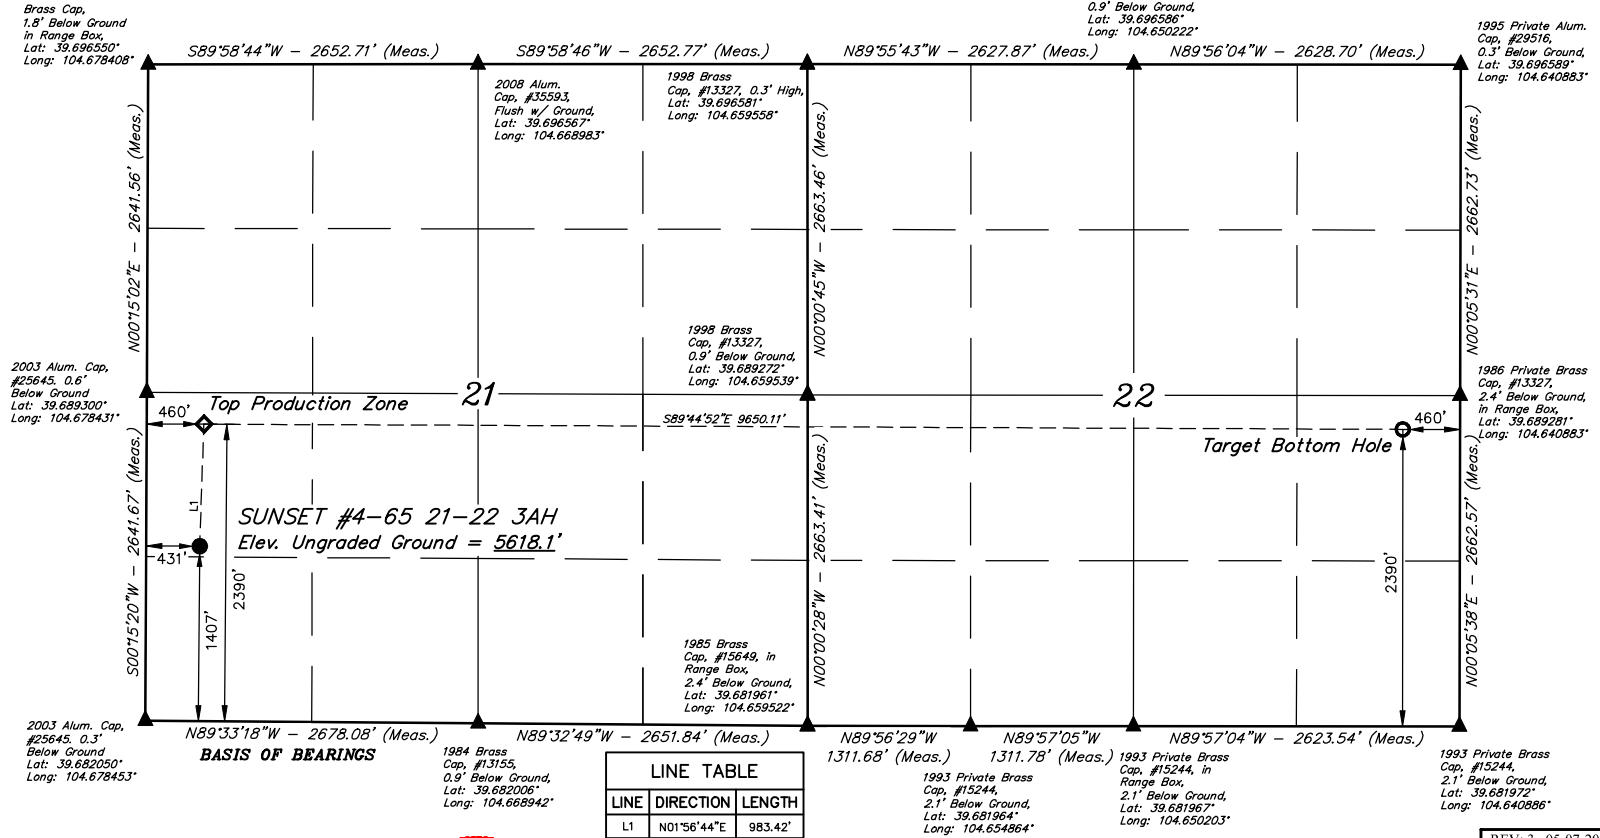 Brass Cap,
1.8' Below Ground
in Range Box,
Lat: 39.696550°
Long: 104.678408°
S89°58'44"W - 2652.71' (Meas.)
S89°58'46"W - 2652.77' (Meas.)
N89°55'43"W - 2627.87' (Meas.)
0.9' Below Ground,
Lat: 39.696586°
Long: 104.650222°
N89°56'04"W - 2628.70' (Meas.)
1995 Private Alum.
Cap, #29516,
0.3' Below Ground,
Lat: 39.696589°
Long: 104.640883°
2008 Alum.
Cap, #35593,
Flush w/ Ground,
Lat: 39.696567°
Long: 104.668983°
1998 Brass
Cap, #13327, 0.3' High,
Lat: 39.696581°
Long: 104.659558°
N00°15'02"E - 2641.56' (Meas.)
N00°00'45"W - 2663.46' (Meas.)
N00°05'31"E - 2662.73' (Meas.)
1998 Brass
Cap, #13327,
0.9' Below Ground,
Lat: 39.689272°
Long: 104.659539°
2003 Alum. Cap,
#25645. 0.6'
Below Ground
Lat: 39.689300°
Long: 104.678431°
21
22
1986 Private Brass
Cap, #13327,
2.4' Below Ground,
in Range Box,
Lat: 39.689281°
Long: 104.640883°
460'
Top Production Zone
S89°44'52"E 9650.11'
460'
Target Bottom Hole
L1
SUNSET #4-65 21-22 3AH
Elev. Ungraded Ground = 5618.1'
431'
1407'
2390'
2390'
S00°15'20"W - 2641.67' (Meas.)
N00°00'28"W - 2663.41' (Meas.)
N00°05'38"E - 2662.57' (Meas.)
1985 Brass
Cap, #15649, in
Range Box,
2.4' Below Ground,
Lat: 39.681961°
Long: 104.659522°
2003 Alum. Cap,
#25645. 0.3'
Below Ground
Lat: 39.682050°
Long: 104.678453°
N89°33'18"W - 2678.08' (Meas.)
BASIS OF BEARINGS
N89°32'49"W - 2651.84' (Meas.)
N89°56'29"W
1311.68' (Meas.)
N89°57'05"W
1311.78' (Meas.)
N89°57'04"W - 2623.54' (Meas.)
1984 Brass
Cap, #13155,
0.9' Below Ground,
Lat: 39.682006°
Long: 104.668942°
1993 Private Brass
Cap, #15244,
2.1' Below Ground,
Lat: 39.681964°
Long: 104.654864°
1993 Private Brass
Cap, #15244, in
Range Box,
2.1' Below Ground,
Lat: 39.681967°
Long: 104.650203°
1993 Private Brass
Cap, #15244,
2.1' Below Ground,
Lat: 39.681972°
Long: 104.640886°
LINE TABLE
LINE DIRECTION LENGTH
L1 N01°56'44"E 983.42'